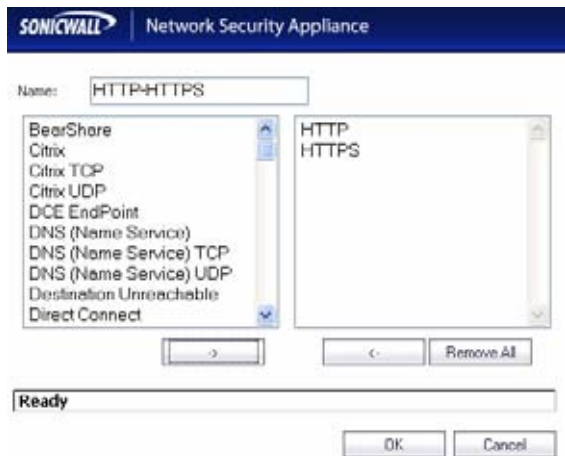 SONICWALL Network Security Appliance
Name: HTTP-HTTPS
BearShare
Citrix
Citrix TCP
Citrix UDP
DCE EndPoint
DNS (Name Service)
DNS (Name Service) TCP
DNS (Name Service) UDP
Destination Unreachable
Direct Connect
HTTP
HTTPS
-> <- Remove All
Ready
OK Cancel